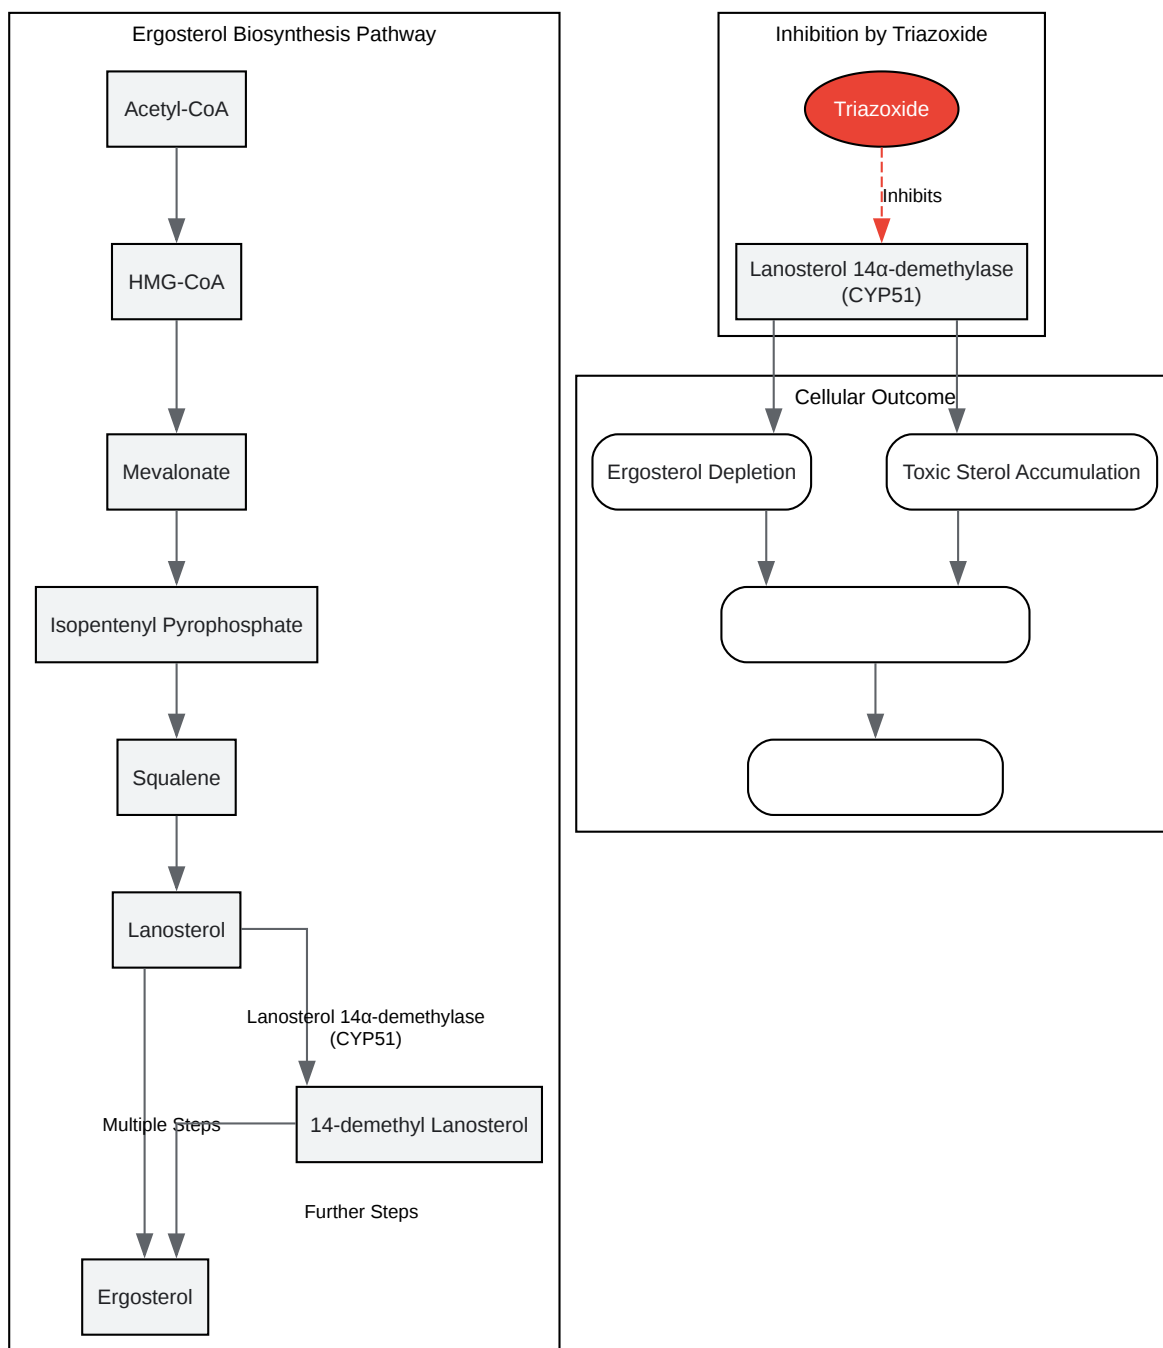 Ergosterol Biosynthesis Pathway
Acetyl-CoA
HMG-CoA
Mevalonate
Isopentenyl Pyrophosphate
Squalene
Lanosterol
Lanosterol 14α-demethylase
(CYP51)
Multiple Steps
14-demethyl Lanosterol
Further Steps
Ergosterol
Inhibition by Triazoxide
Triazoxide
Inhibits
Lanosterol 14α-demethylase
(CYP51)
Cellular Outcome
Ergosterol Depletion
Toxic Sterol Accumulation